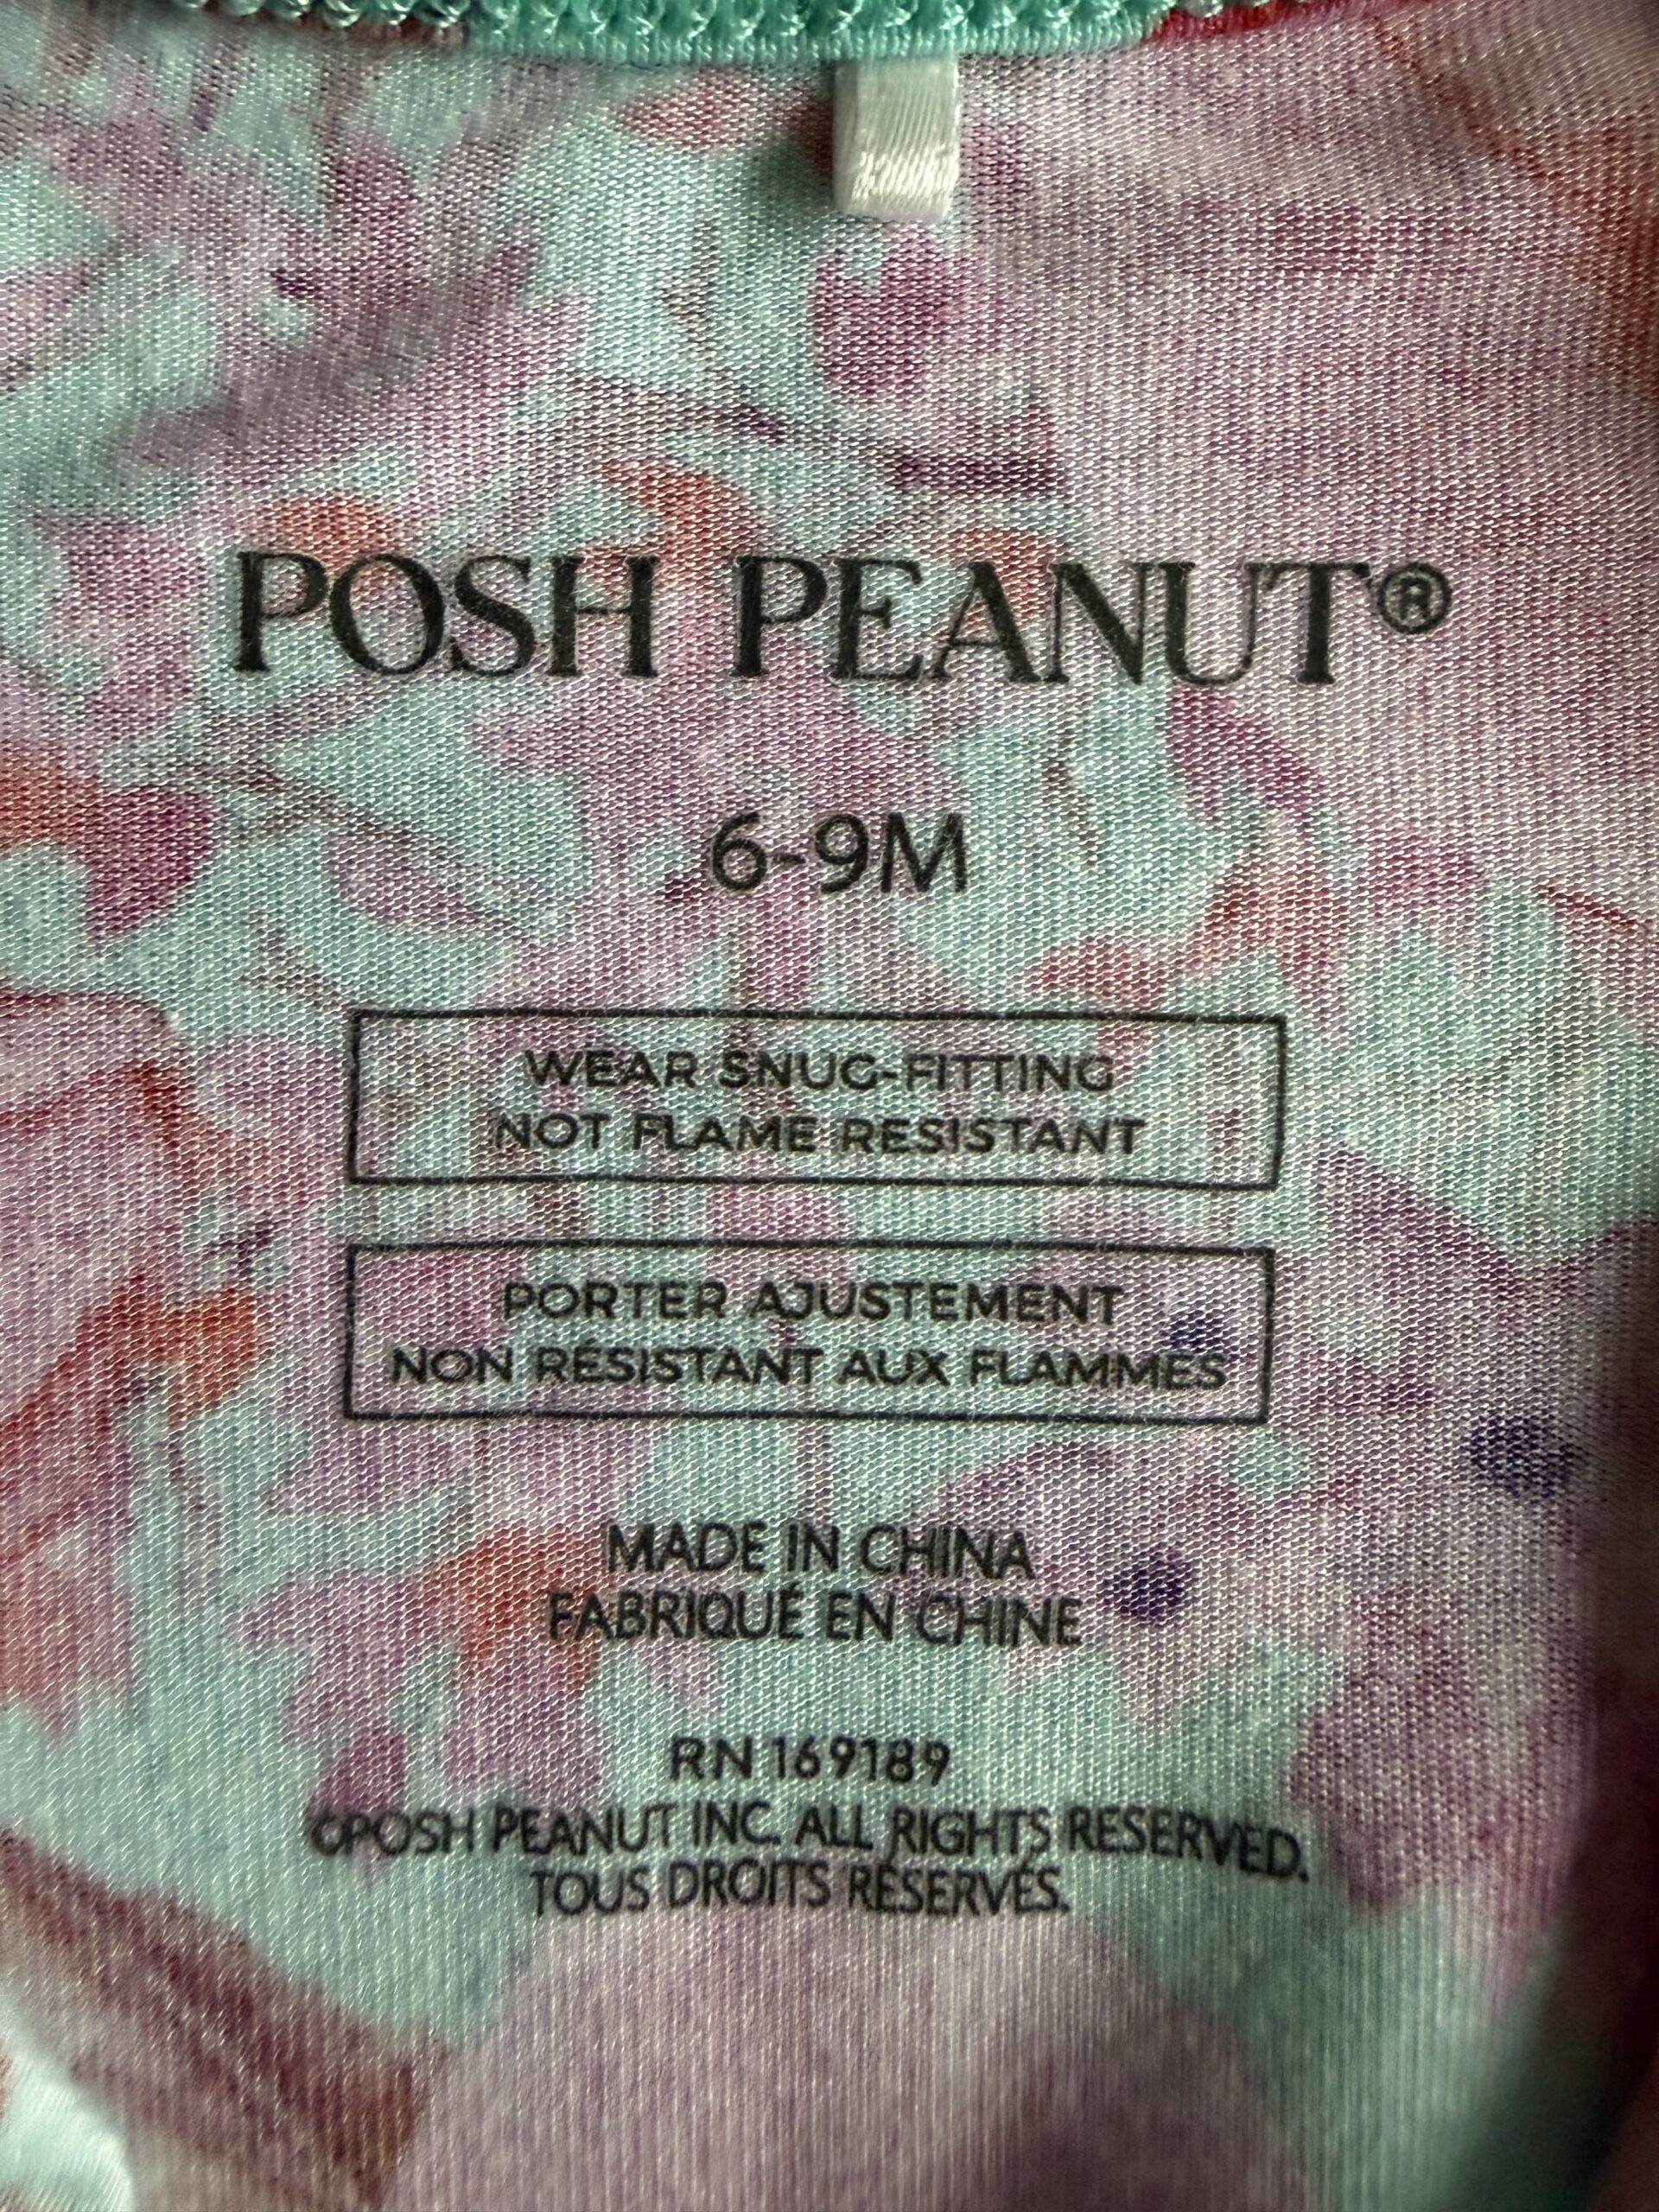 POSH PEANUT®
6-9M
WEAR SNUG-FITTING
NOT FLAME RESISTANT
PORTER AJUSTEMENT
NON RÉSISTANT AUX FLAMMES
MADE IN CHINA
FABRIQUÉ EN CHINE
RN 169189
©POSH PEANUT INC. ALL RIGHTS RESERVED.
TOUS DROITS RÉSERVÉS.